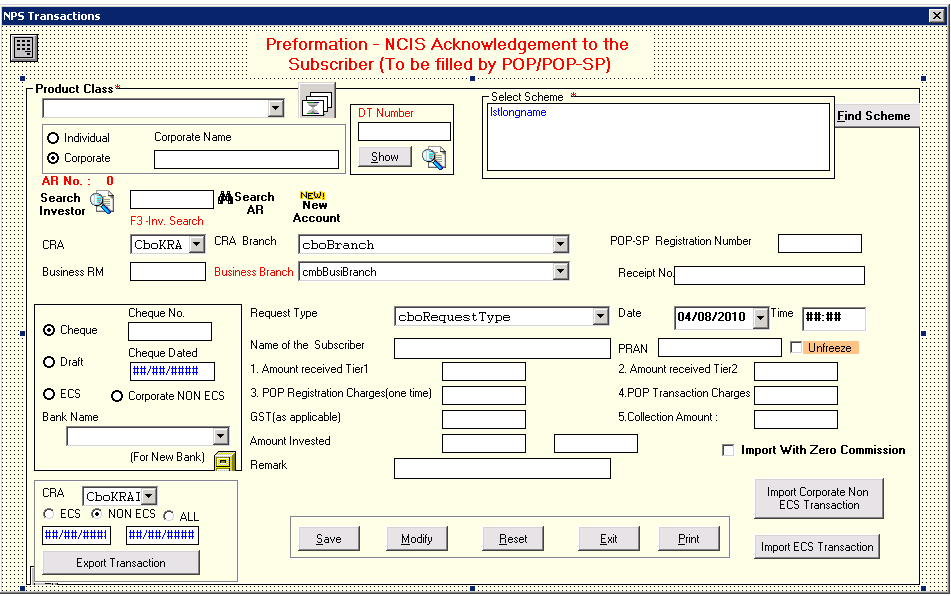 NPS Transactions
Preformation - NCIS Acknowledgement to the
Subscriber (To be filled by POP/POP-SP)
Product Class*
Individual
Corporate Name
Corporate
DT Number
Show
Select Scheme *
lstlongname
Find Scheme
AR No. : 0
Search
Investor
F3 -Inv. Search
Search
AR
NEW!
New
Account
CRA
CboKRA
CRA Branch
cboBranch
POP-SP Registration Number
Business RM
Business Branch
cmbBusiBranch
Receipt No.
Cheque
Cheque No.
Draft
Cheque Dated
##/##/####
ECS
Corporate NON ECS
Bank Name
(For New Bank)
Request Type
cboRequestType
Date
04/08/2010
Time
##:##
Name of the Subscriber
PRAN
Unfreeze
1. Amount received Tier1
2. Amount received Tier2
3. POP Registration Charges(one time)
4.POP Transaction Charges
GST(as applicable)
5.Collection Amount :
Amount Invested
Import With Zero Commission
Remark
CRA
CboKRAI
ECS
NON ECS
ALL
##/##/####
##/##/####
Export Transaction
Save
Modify
Reset
Exit
Print
Import Corporate Non
ECS Transaction
Import ECS Transaction